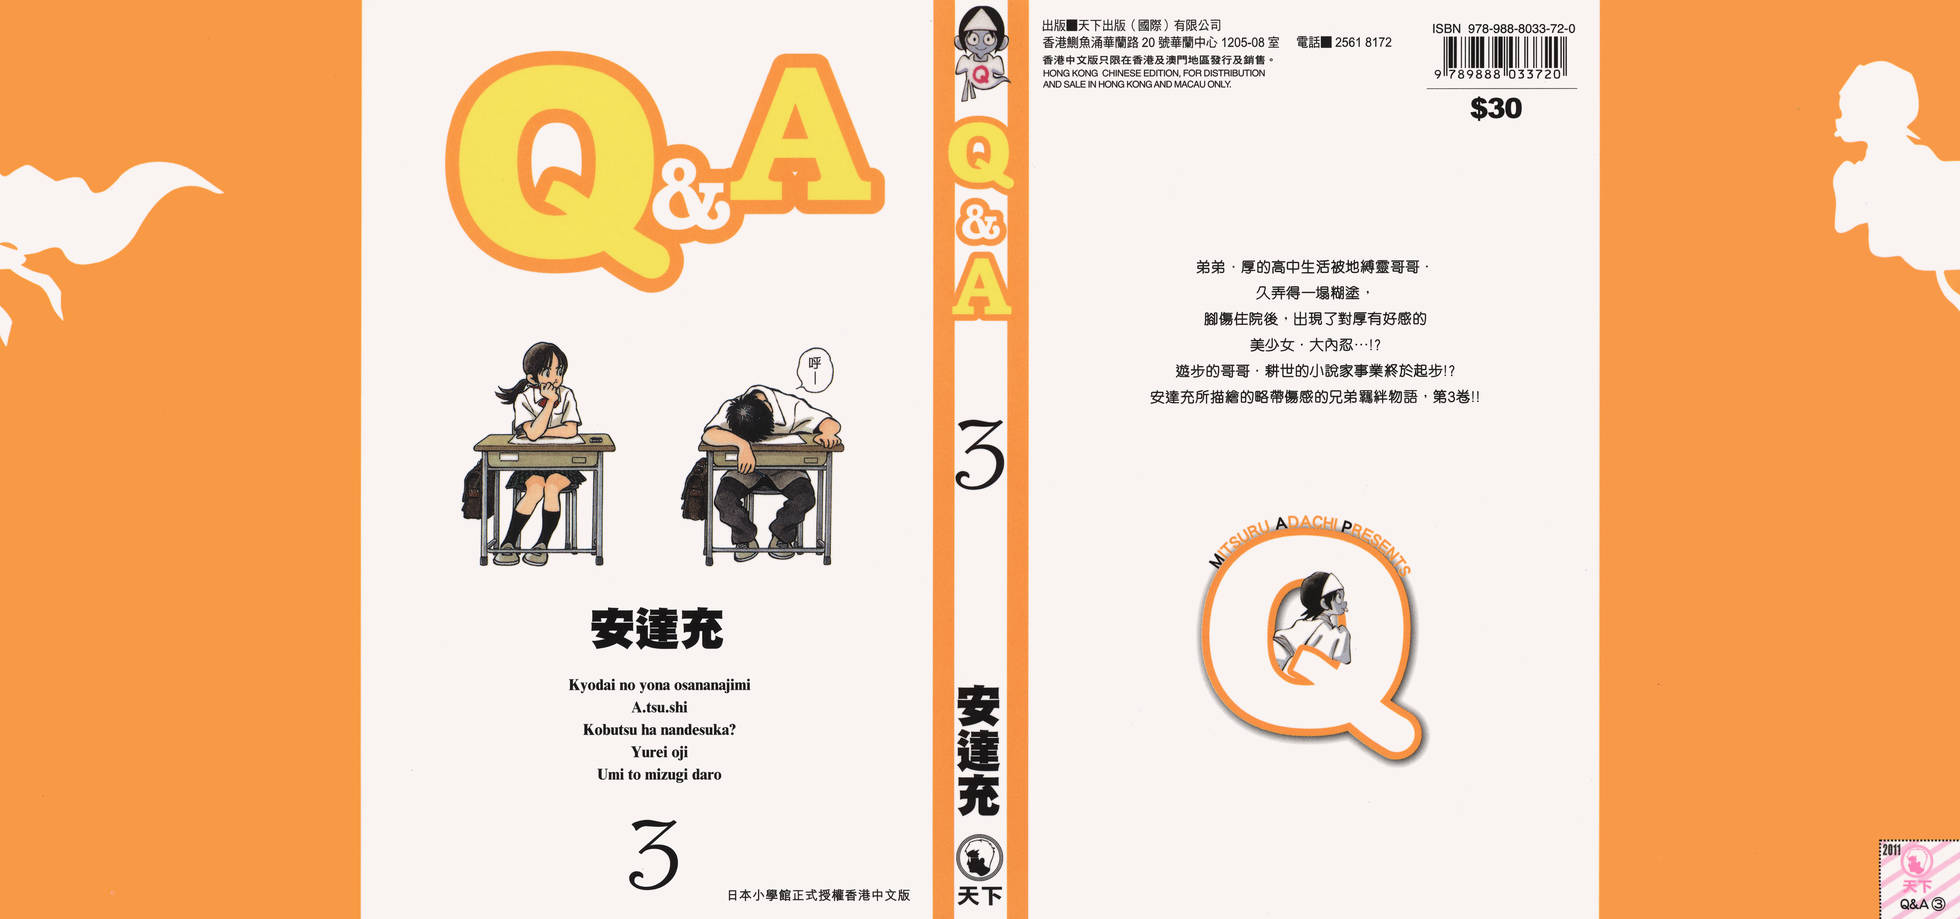 Q&A
呼—
安達充
Kyodai no yona osananajimi
A.tsu.shi
Kobutsu ha nandesuka?
Yurei oji
Umi to mizugi daro
3
日本小學館正式授權香港中文版
Q
Q
&
A
3
安達充
天下
出版■天下出版（國際）有限公司
香港鰂魚涌華蘭路 20 號華蘭中心 1205-08 室 電話■ 2561 8172
香港中文版只限在香港及澳門地區發行及銷售。
HONG KONG CHINESE EDITION, FOR DISTRIBUTION
AND SALE IN HONG KONG AND MACAU ONLY.
ISBN 978-988-8033-72-0
9 789888 033720
$30
弟弟．厚的高中生活被地縛靈哥哥．
久弄得一塌糊塗，
腳傷住院後，出現了對厚有好感的
美少女．大內忍…!?
遊步的哥哥．耕世的小說家事業終於起步!?
安達充所描繪的略帶傷感的兄弟羈絆物語，第3巻!!
MITSURU ADACHI PRESENTS
Q
2011
天下
Q&A ③